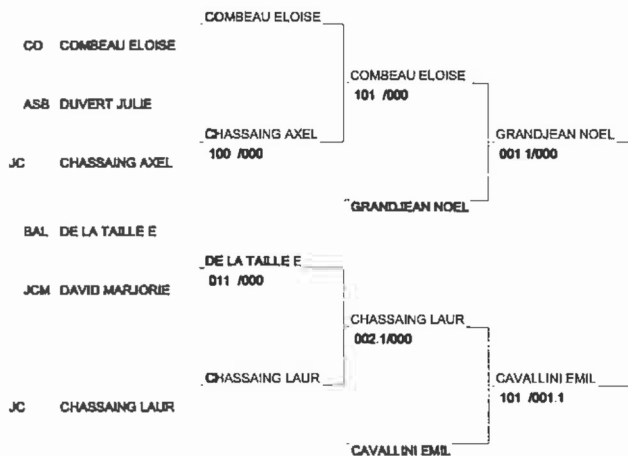 COMBEAU ELOISE
CO COMBEAU ELOISE
COMBEAU ELOISE
101 /000
ASB DUVERT JULIE
CHASSAING AXEL
100 /000
GRANDJEAN NOEL
001 1/000
JC CHASSAING AXEL
GRANDJEAN NOEL
BAL DE LA TAILLE E
DE LA TAILLE E
011 /000
JCM DAVID MARJORIE
CHASSAING LAUR
002.1/000
CHASSAING LAUR
CAVALLINI EMIL
101 /001.1
JC CHASSAING LAUR
CAVALLINI EMIL